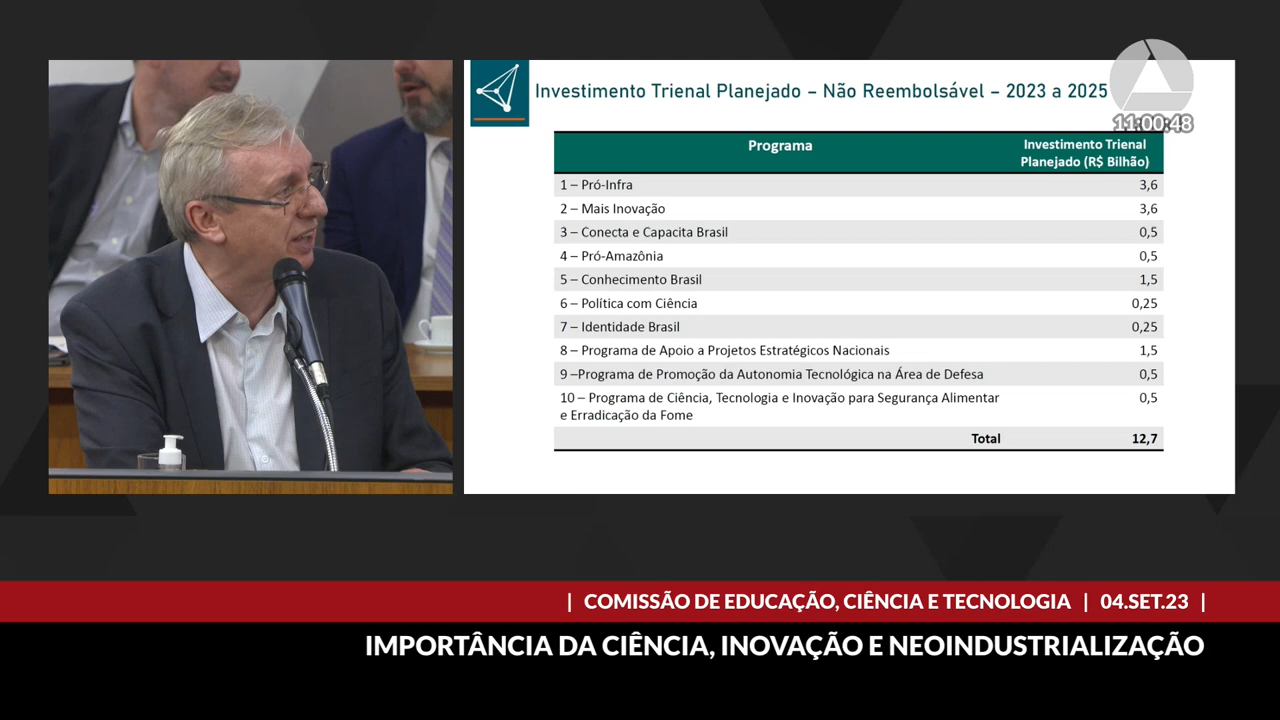 Investimento Trienal Planejado – Não Reembolsável – 2023 a 2025
11:00:48
Programa
Investimento Trienal
Planejado (R$ Bilhão)
1 – Pró-Infra 3,6
2 – Mais Inovação 3,6
3 – Conecta e Capacita Brasil 0,5
4 – Pró-Amazônia 0,5
5 – Conhecimento Brasil 1,5
6 – Política com Ciência 0,25
7 – Identidade Brasil 0,25
8 – Programa de Apoio a Projetos Estratégicos Nacionais 1,5
9 –Programa de Promoção da Autonomia Tecnológica na Área de Defesa 0,5
10 – Programa de Ciência, Tecnologia e Inovação para Segurança Alimentar 0,5
e Erradicação da Fome
Total 12,7
| COMISSÃO DE EDUCAÇÃO, CIÊNCIA E TECNOLOGIA | 04.SET.23 |
IMPORTÂNCIA DA CIÊNCIA, INOVAÇÃO E NEOINDUSTRIALIZAÇÃO